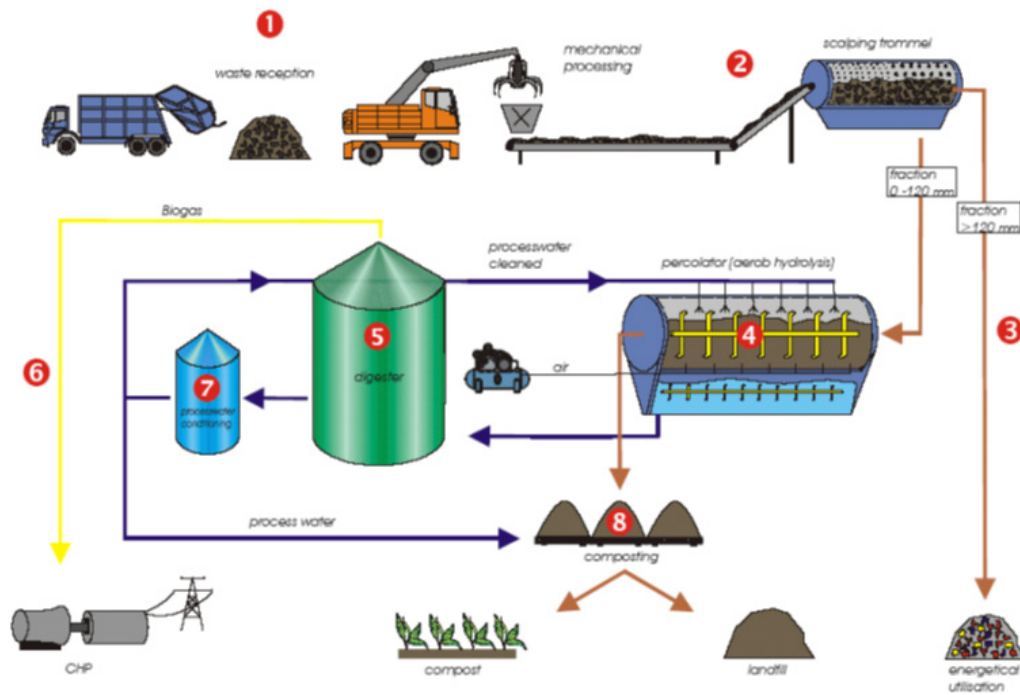 1
waste reception
mechanical
processing
2
scalping trommel
fraction
0 -120 mm
fraction
>120 mm
Biogas
processwater
cleaned
percolator (aerob hydrolysis)
3
4
5
digester
air
6
7
processwater
conditioning
process water
8
composting
CHP
compost
landfill
energetical
utilisation